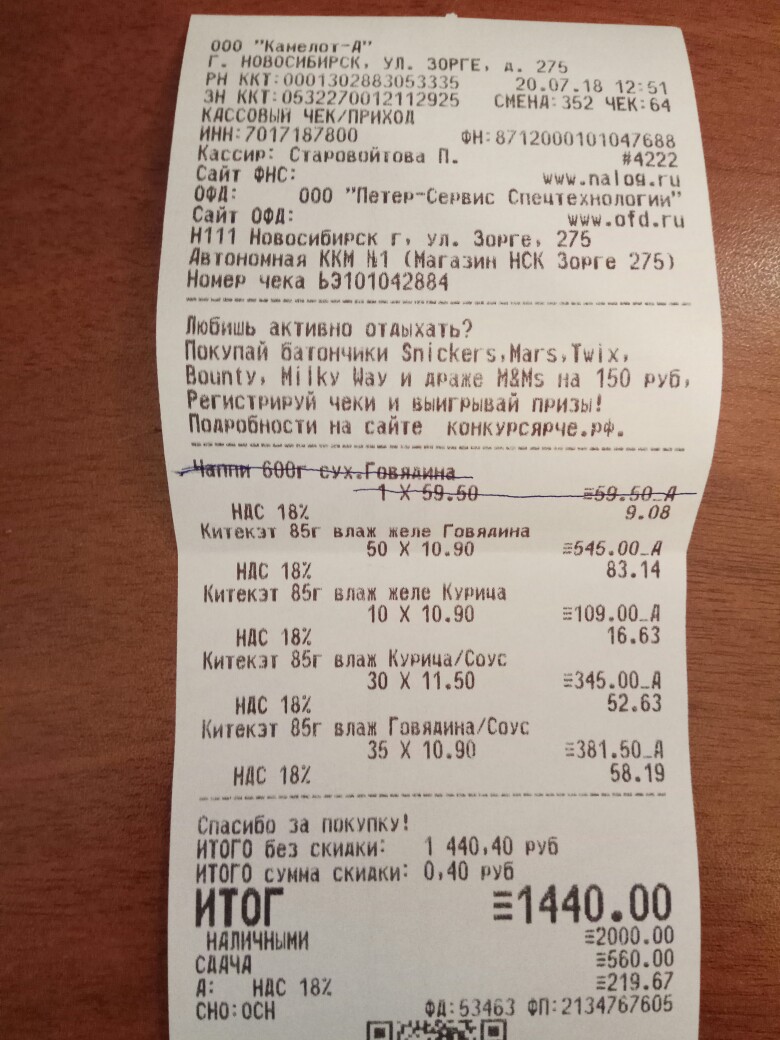 ООО "Камелот-А"
Г. НОВОСИБИРСК, УЛ. ЗОРГЕ, д. 275
РН ККТ:0001302883053335 20.07.18 12:51
ЗН ККТ:0532270012112925 СМЕНА:352 ЧЕК:64
КАССОВЫЙ ЧЕК/ПРИХОД
ИНН:7017187800 ФН:8712000101047688
Кассир: Старовойтова П. #4222
Сайт ФНС: www.nalog.ru
ОФД: ООО "Петер-Сервис Спецтехнологии"
Сайт ОФД: www.ofd.ru
Н111 Новосибирск г, ул. Зорге, 275
Автономная ККМ №1 (Магазин НСК Зорге 275)
Номер чека ЬЭ101042884
Любишь активно отдыхать?
Покупай батончики Snickers,Mars,Twix,
Bounty, Milky Way и драже M&Ms на 150 руб,
Регистрируй чеки и выигрывай призы!
Подробности на сайте конкурсярче.рф.
Чаппи 600г сух.Говядина
1 X 59.50 ≡59.50_А
НДС 18% 9.08
Китекэт 85г влаж желе Говядина
50 X 10.90 ≡545.00_А
НДС 18% 83.14
Китекэт 85г влаж желе Курица
10 X 10.90 ≡109.00_А
НДС 18% 16.63
Китекэт 85г влаж Курица/Соус
30 X 11.50 ≡345.00_А
НДС 18% 52.63
Китекэт 85г влаж Говядина/Соус
35 X 10.90 ≡381.50_А
НДС 18% 58.19
Спасибо за покупку!
ИТОГО без скидки: 1 440,40 руб
ИТОГО сумма скидки: 0,40 руб
ИТОГ ≡1440.00
НАЛИЧНЫМИ ≡2000.00
СДАЧА ≡560.00
А: НДС 18% ≡219.67
СНО:ОСН ФД:53463 ФП:2134767605